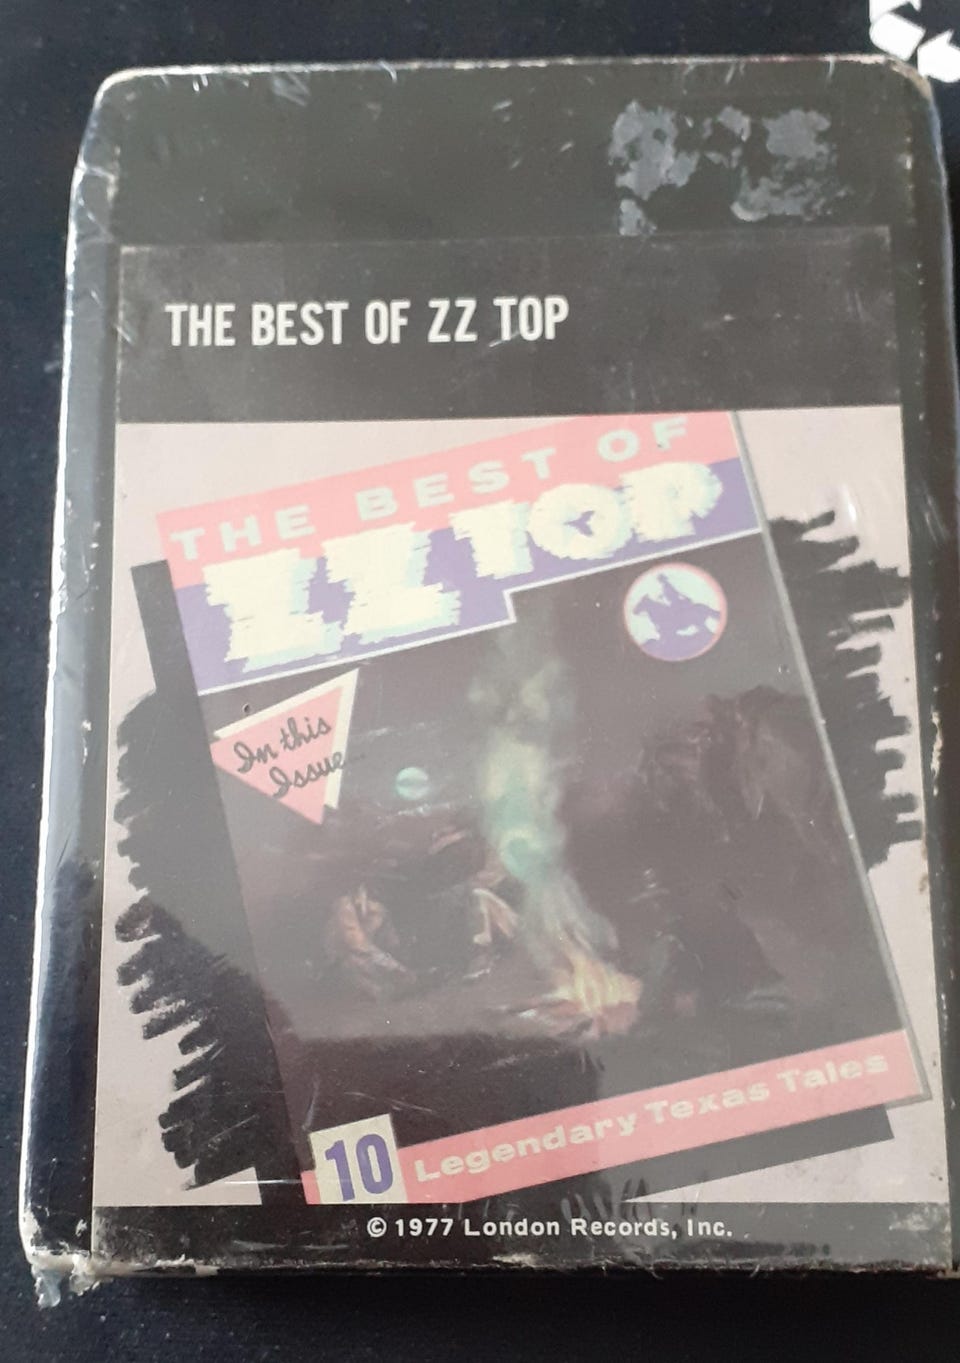 THE BEST OF ZZ TOP
THE BEST OF
ZZ TOP
In this
Issue...
10 Legendary Texas Tales
© 1977 London Records, Inc.